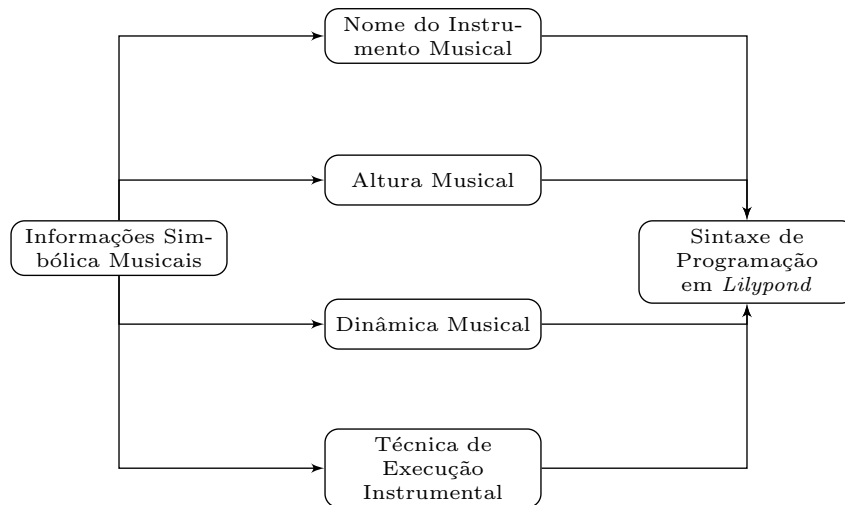 Nome do Instru-
mento Musical
Altura Musical
Informações Sim-
bólica Musicais
Sintaxe de
Programação
em Lilypond
Dinâmica Musical
Técnica de
Execução
Instrumental